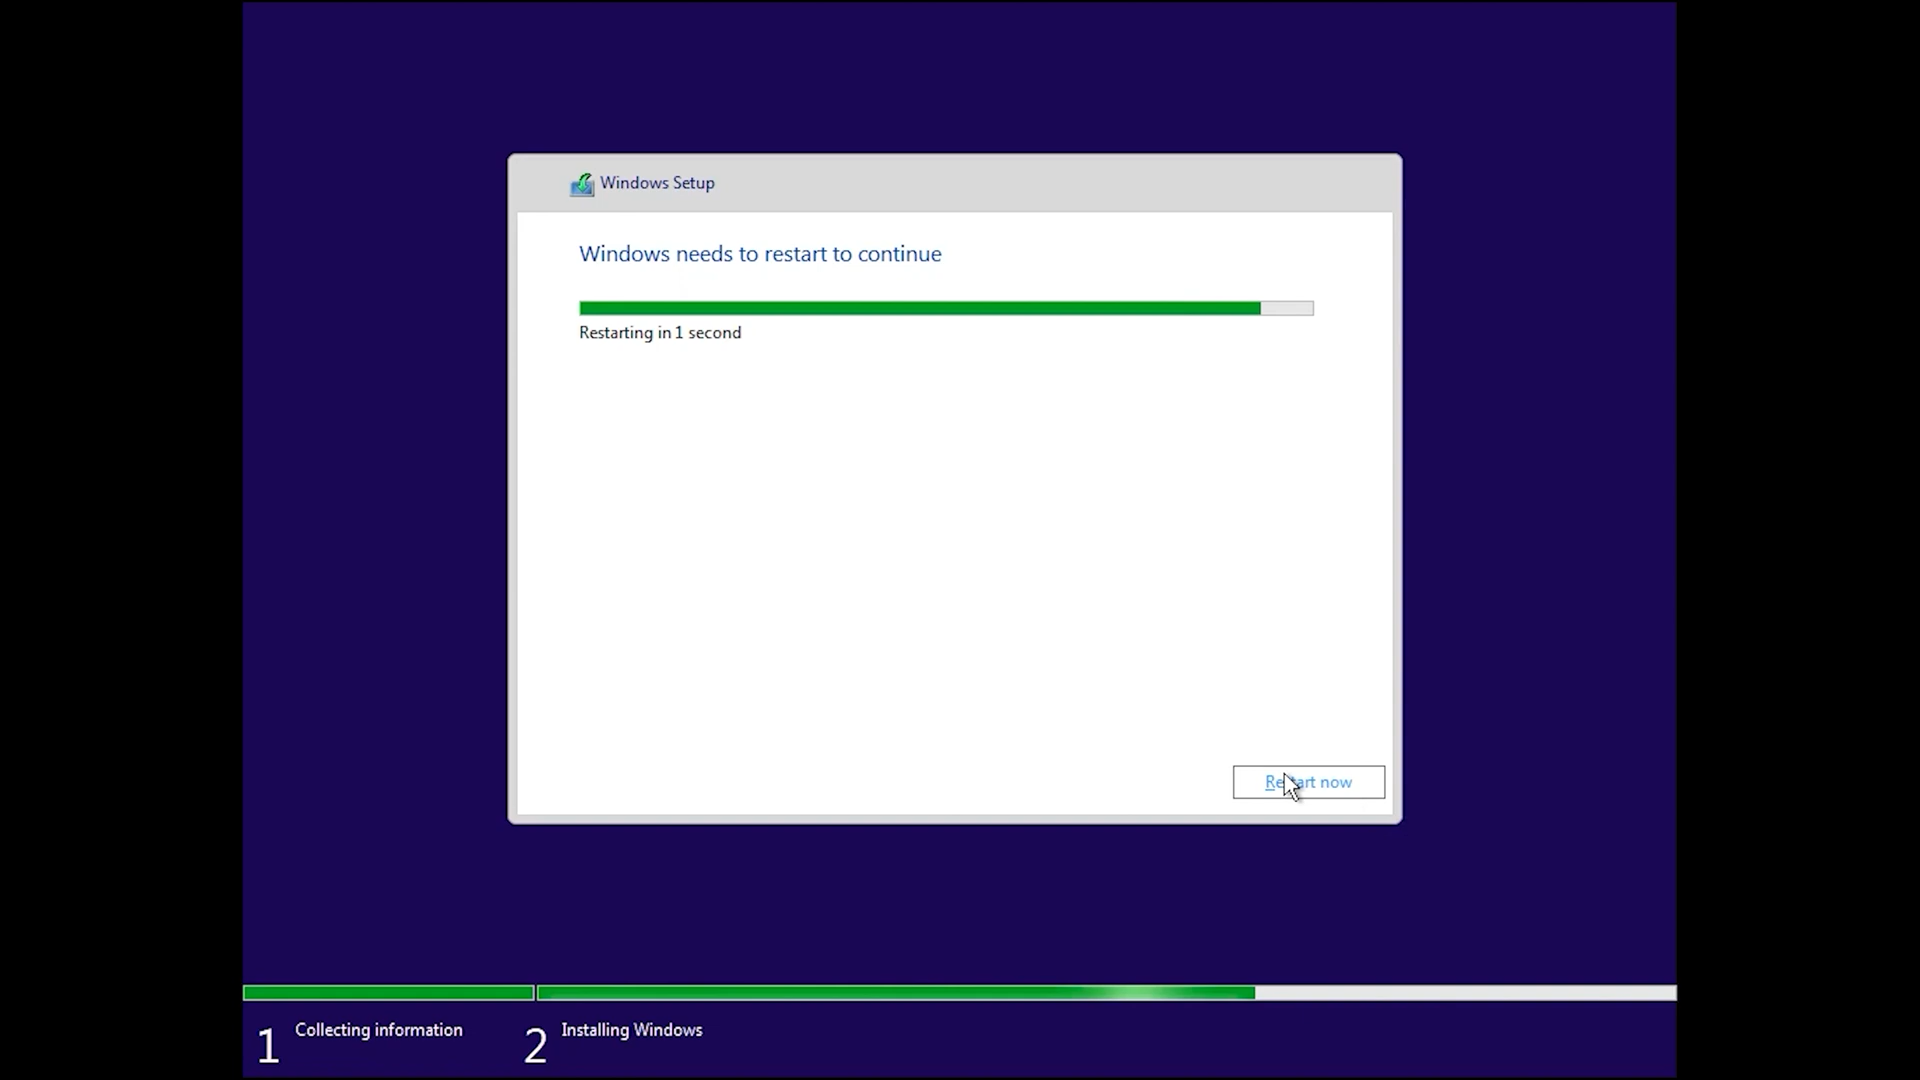 Windows Setup
Windows needs to restart to continue
Restarting in 1 second
Restart now
1 Collecting information
2 Installing Windows